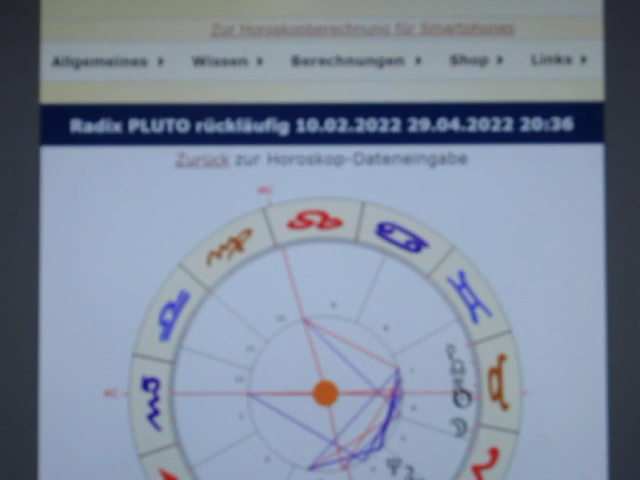 Zur Horoskopberechnung für Smartphones
Allgemeines Wissen Berechnungen Shop Links
Radix PLUTO rückläufig 10.02.2022 29.04.2022 20:36
Zurück zur Horoskop-Dateneingabe